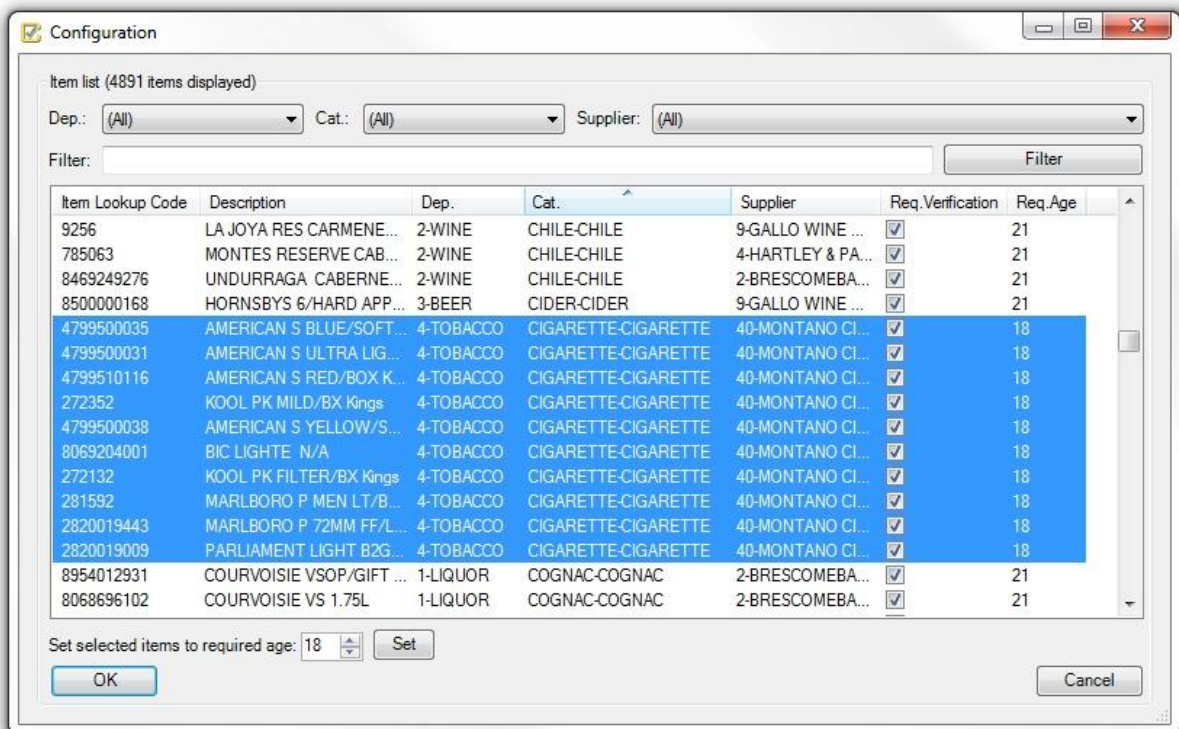 Configuration
Item list (4891 items displayed)
Dep.: (All) Cat.: (All) Supplier: (All)
Filter: Filter
Item Lookup Code Description Dep. Cat. Supplier Req.Verification Req.Age
9256 LA JOYA RES CARMENE... 2-WINE CHILE-CHILE 9-GALLO WINE ... 21
785063 MONTES RESERVE CAB... 2-WINE CHILE-CHILE 4-HARTLEY & PA... 21
8469249276 UNDURRAGA CABERNE... 2-WINE CHILE-CHILE 2-BRESCOMEBA... 21
8500000168 HORNSBYS 6/HARD APP... 3-BEER CIDER-CIDER 9-GALLO WINE ... 21
4799500035 AMERICAN S BLUE/SOFT... 4-TOBACCO CIGARETTE-CIGARETTE 40-MONTANO CI... 18
4799500031 AMERICAN S ULTRA LIG... 4-TOBACCO CIGARETTE-CIGARETTE 40-MONTANO CI... 18
4799510116 AMERICAN S RED/BOX K... 4-TOBACCO CIGARETTE-CIGARETTE 40-MONTANO CI... 18
272352 KOOL PK MILD/BX Kings 4-TOBACCO CIGARETTE-CIGARETTE 40-MONTANO CI... 18
4799500038 AMERICAN S YELLOW/S... 4-TOBACCO CIGARETTE-CIGARETTE 40-MONTANO CI... 18
8069204001 BIC LIGHTE N/A 4-TOBACCO CIGARETTE-CIGARETTE 40-MONTANO CI... 18
272132 KOOL PK FILTER/BX Kings 4-TOBACCO CIGARETTE-CIGARETTE 40-MONTANO CI... 18
281592 MARLBORO P MEN LT/B... 4-TOBACCO CIGARETTE-CIGARETTE 40-MONTANO CI... 18
2820019443 MARLBORO P 72MM FF/L... 4-TOBACCO CIGARETTE-CIGARETTE 40-MONTANO CI... 18
2820019009 PARLIAMENT LIGHT B2G... 4-TOBACCO CIGARETTE-CIGARETTE 40-MONTANO CI... 18
8954012931 COURVOISIE VSOP/GIFT ... 1-LIQUOR COGNAC-COGNAC 2-BRESCOMEBA... 21
8068696102 COURVOISIE VS 1.75L 1-LIQUOR COGNAC-COGNAC 2-BRESCOMEBA... 21
Set selected items to required age: 18 Set
OK Cancel